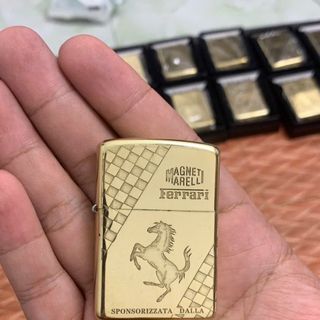 MAGNETI
MARELLI
Ferrari
SPONSORIZZATA DALLA